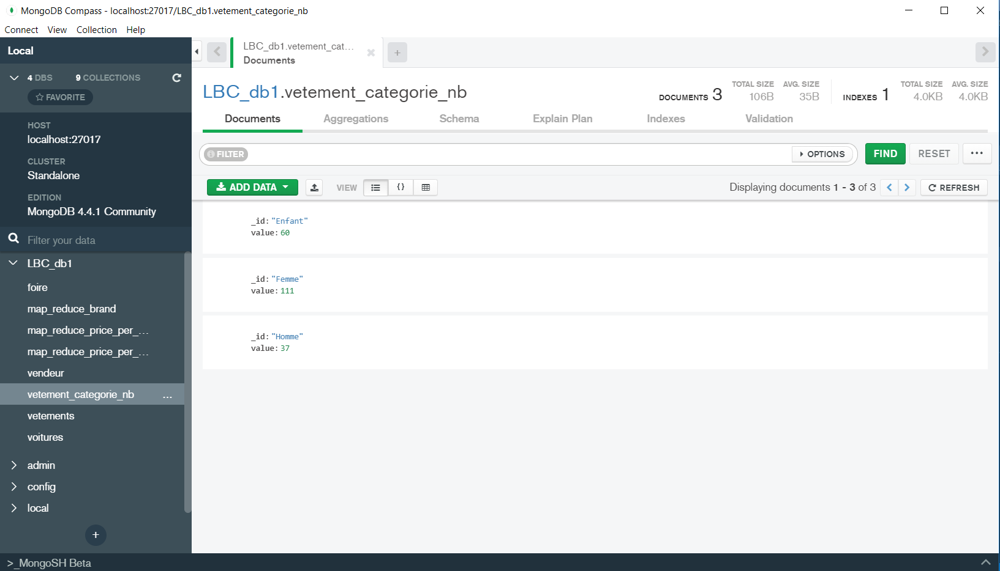 MongoDB Compass - localhost:27017/LBC_db1.vetement_categorie_nb
Connect View Collection Help
Local
4 DBS 9 COLLECTIONS
FAVORITE
HOST
localhost:27017
CLUSTER
Standalone
EDITION
MongoDB 4.4.1 Community
Filter your data
LBC_db1
foire
map_reduce_brand
map_reduce_price_per_...
map_reduce_price_per_...
vendeur
vetement_categorie_nb ...
vetements
voitures
admin
config
local
+
>_MongoSH Beta
LBC_db1.vetement_cat...
Documents
+
LBC_db1.vetement_categorie_nb
DOCUMENTS 3
TOTAL SIZE AVG. SIZE
106B 35B
INDEXES 1
TOTAL SIZE AVG. SIZE
4.0KB 4.0KB
Documents Aggregations Schema Explain Plan Indexes Validation
FILTER
OPTIONS
FIND
RESET
...
ADD DATA
VIEW
{}
Displaying documents 1 - 3 of 3
REFRESH
_id: "Enfant"
value: 60
_id: "Femme"
value: 111
_id: "Homme"
value: 37